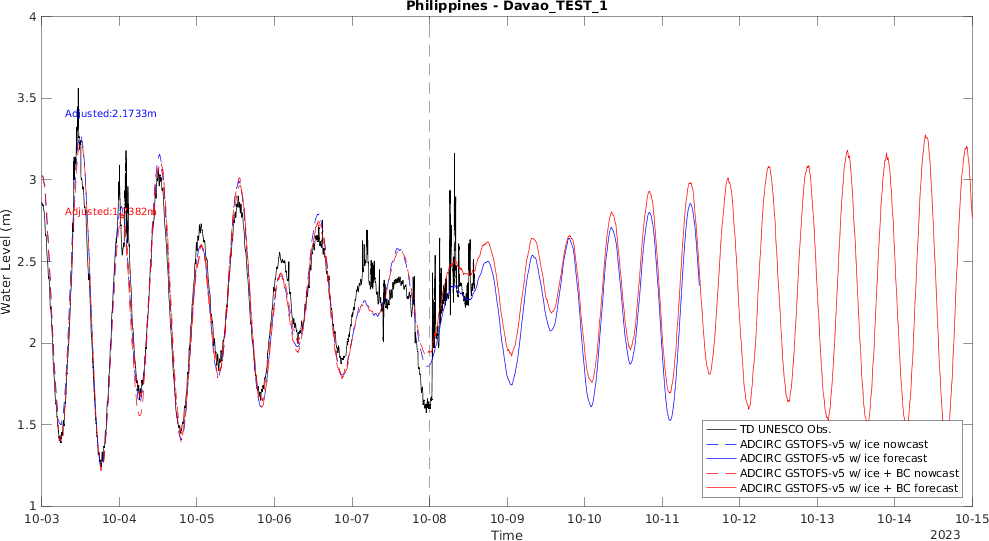 Philippines - Davao_TEST_1
Water Level (m)
4
3.5
3
2.5
2
1.5
1
Adjusted:2.1733m
10-03
10-04
10-05
10-06
10-07
10-08
10-09
10-10
10-11
10-12
10-13
10-14
10-15
Time
2023
TD UNESCO Obs.
ADCIRC GSTOFS-v5 w/ ice nowcast
ADCIRC GSTOFS-v5 w/ ice forecast
ADCIRC GSTOFS-v5 w/ ice + BC nowcast
ADCIRC GSTOFS-v5 w/ ice + BC forecast